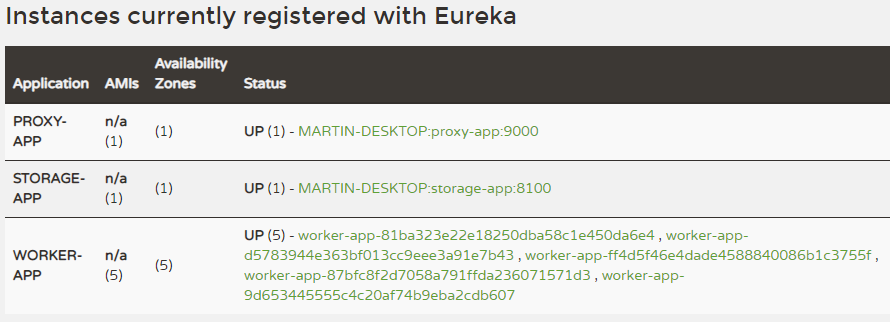 Instances currently registered with Eureka
Application AMIs Availability Zones Status
PROXY-APP n/a (1) (1) UP (1) - MARTIN-DESKTOP:proxy-app:9000
STORAGE-APP n/a (1) (1) UP (1) - MARTIN-DESKTOP:storage-app:8100
WORKER-APP n/a (5) (5) UP (5) - worker-app-81ba323e22e18250dba58c1e450da6e4 , worker-app-
d5783944e363bf013cc9eee3a91e7b43 , worker-app-ff4d5f46e4dade4588840086b1c3755f ,
worker-app-87bfc8f2d7058a791ffda236071571d3 , worker-app-
9d653445555c4c20af74b9eba2cdb607